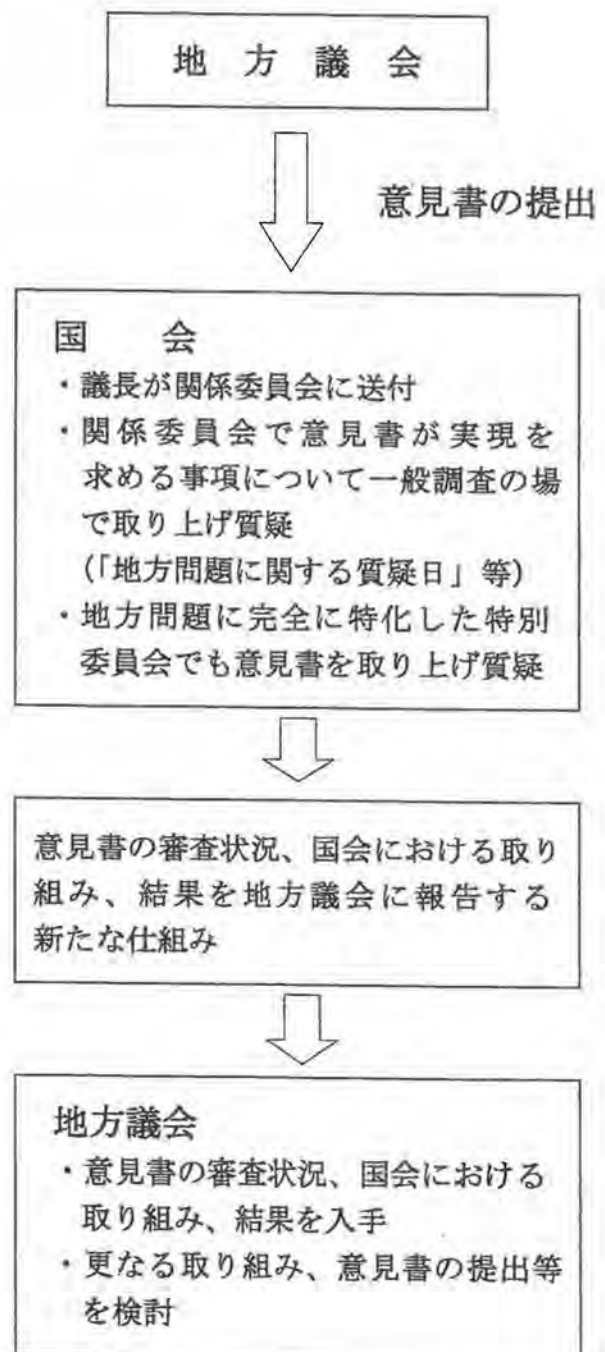 地方議会
意見書の提出
国　会
・議長が関係委員会に送付
・関係委員会で意見書が実現を
求める事項について一般調査の場
で取り上げ質疑
（「地方問題に関する質疑日」等）
・地方問題に完全に特化した特別
委員会でも意見書を取り上げ質疑
意見書の審査状況、国会における取り
組み、結果を地方議会に報告する
新たな仕組み
地方議会
・意見書の審査状況、国会における
取り組み、結果を入手
・更なる取り組み、意見書の提出等
を検討